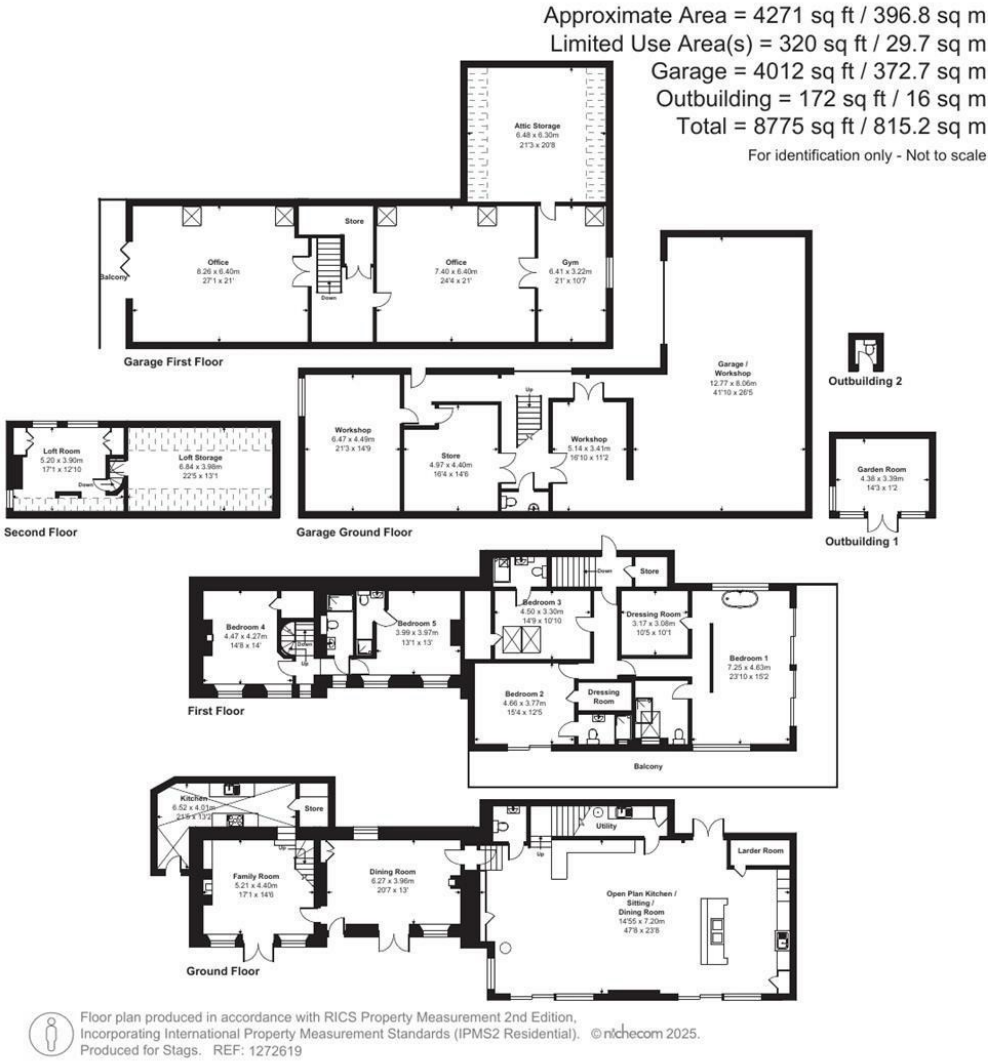 Approximate Area = 4271 sq ft / 396.8 sq m
Limited Use Area(s) = 320 sq ft / 29.7 sq m
Garage = 4012 sq ft / 372.7 sq m
Outbuilding = 172 sq ft / 16 sq m
Total = 8775 sq ft / 815.2 sq m
For identification only - Not to scale
Attic Storage
6.48 x 6.30m
21'3 x 20'8
Store
Office
8.26 x 6.40m
27'1 x 21'
Balcony
Down
Office
7.40 x 6.40m
24'4 x 21'
Gym
6.41 x 3.22m
21' x 10'7
Garage First Floor
Garage /
Workshop
12.77 x 8.06m
41'10 x 26'5
Outbuilding 2
Up
Workshop
6.47 x 4.49m
21'3 x 14'9
Store
4.97 x 4.40m
16'4 x 14'6
Workshop
5.14 x 3.41m
16'10 x 11'2
Garage Ground Floor
Loft Room
5.20 x 3.90m
17'1 x 12'10
Down
Loft Storage
6.84 x 3.98m
22'5 x 13'1
Second Floor
Garden Room
4.38 x 3.39m
14'3 x 1'2
Outbuilding 1
Down
Store
Bedroom 4
4.47 x 4.27m
14'8 x 14'
Down
Up
Bedroom 5
3.99 x 3.97m
13'1 x 13'
Bedroom 3
4.50 x 3.30m
14'9 x 10'10
Dressing Room
3.17 x 3.08m
10'5 x 10'1
Bedroom 1
7.25 x 4.63m
23'10 x 15'2
Bedroom 2
4.66 x 3.77m
15'4 x 12'5
Dressing
Room
First Floor
Balcony
Kitchen
6.52 x 4.01m
21'5 x 13'2
Store
Up
Family Room
5.21 x 4.40m
17'1 x 14'6
Dining Room
6.27 x 3.96m
20'7 x 13'
Up
Utility
Larder Room
Open Plan Kitchen /
Sitting /
Dining Room
14'55 x 7.20m
47'8 x 23'8
Ground Floor
Floor plan produced in accordance with RICS Property Measurement 2nd Edition,
Incorporating International Property Measurement Standards (IPMS2 Residential). © nichecom 2025.
Produced for Stags. REF: 1272619